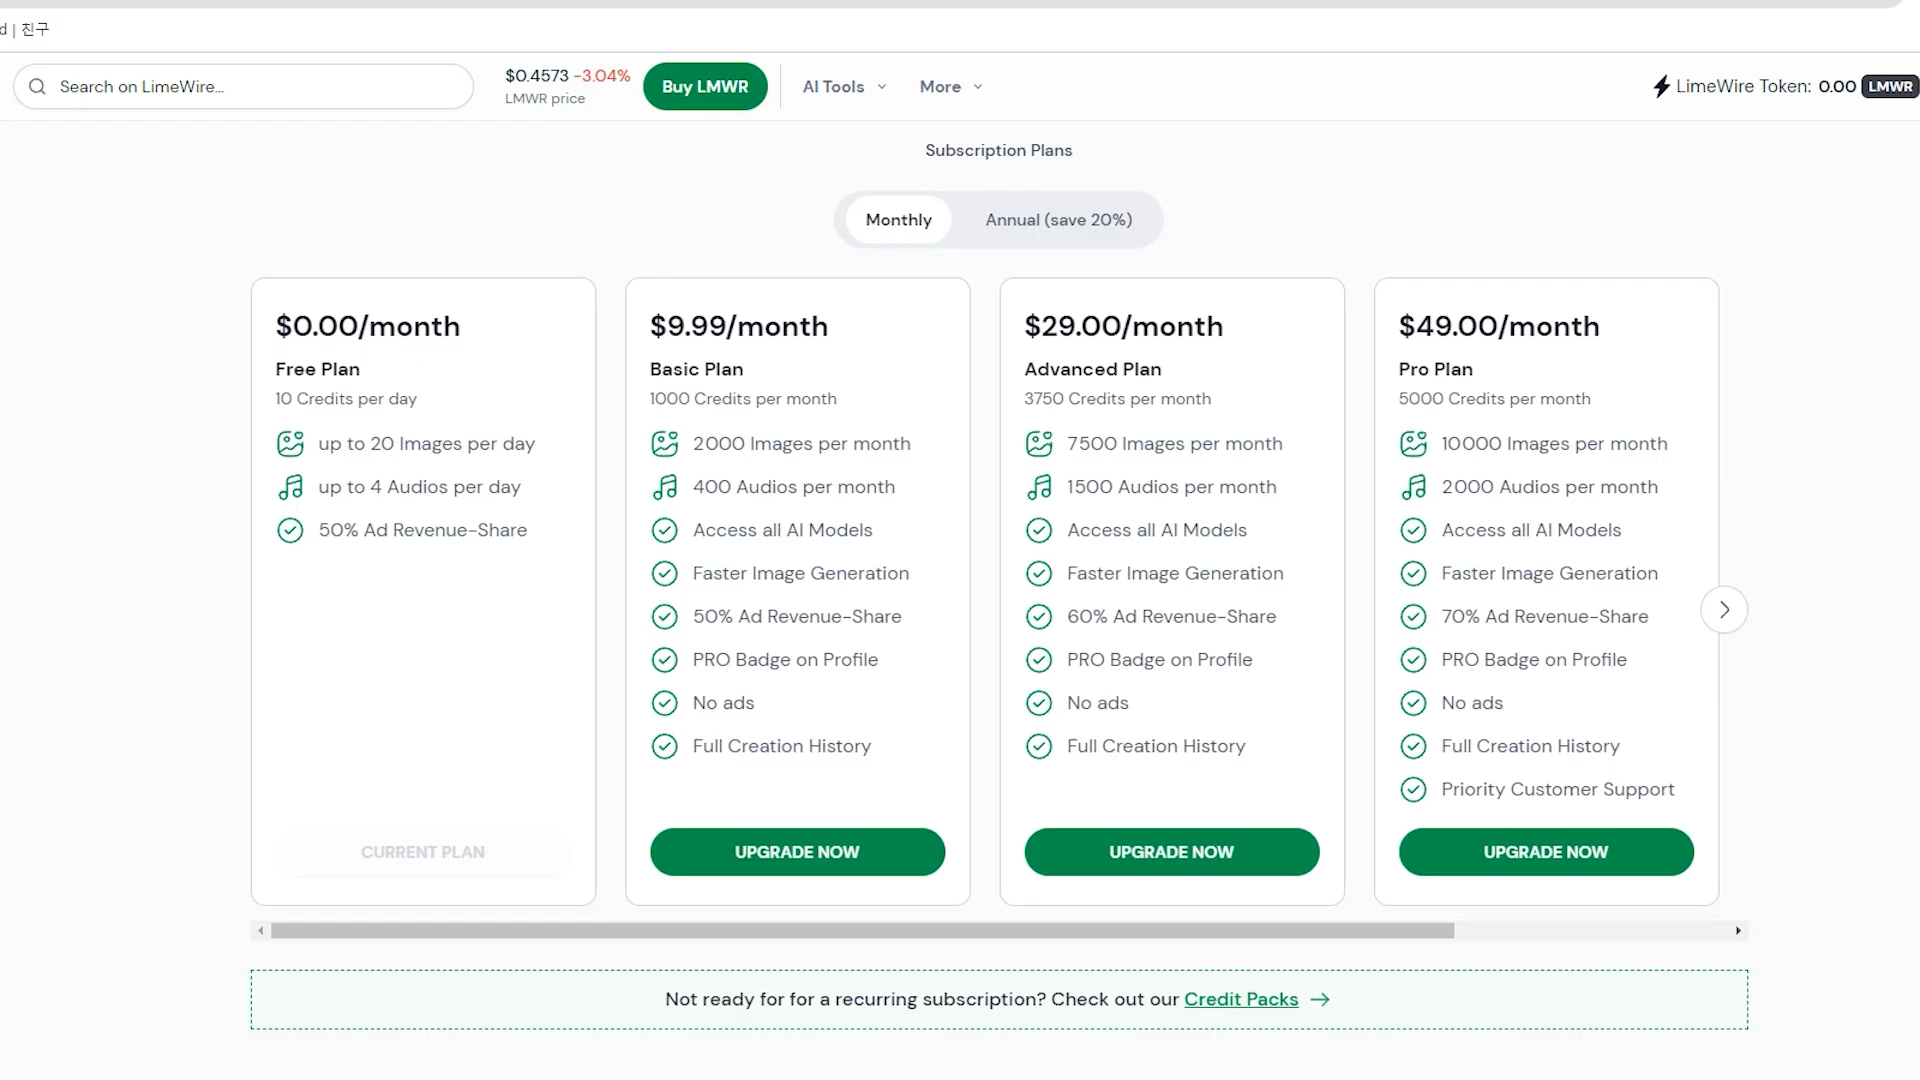 d | 친구
Search on LimeWire...
$0.4573 -3.04%
LMWR price
Buy LMWR
AI Tools
More
LimeWire Token: 0.00 LMWR
Subscription Plans
Monthly
Annual (save 20%)
$0.00/month
Free Plan
10 Credits per day
up to 20 Images per day
up to 4 Audios per day
50% Ad Revenue-Share
CURRENT PLAN
$9.99/month
Basic Plan
1000 Credits per month
2000 Images per month
400 Audios per month
Access all AI Models
Faster Image Generation
50% Ad Revenue-Share
PRO Badge on Profile
No ads
Full Creation History
UPGRADE NOW
$29.00/month
Advanced Plan
3750 Credits per month
7500 Images per month
1500 Audios per month
Access all AI Models
Faster Image Generation
60% Ad Revenue-Share
PRO Badge on Profile
No ads
Full Creation History
UPGRADE NOW
$49.00/month
Pro Plan
5000 Credits per month
10000 Images per month
2000 Audios per month
Access all AI Models
Faster Image Generation
70% Ad Revenue-Share
PRO Badge on Profile
No ads
Full Creation History
Priority Customer Support
UPGRADE NOW
Not ready for for a recurring subscription? Check out our Credit Packs →